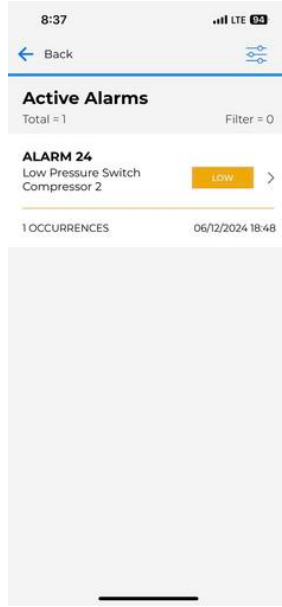 8:37 LTE 94
Back
Active Alarms
Total = 1 Filter = 0
ALARM 24
Low Pressure Switch
Compressor 2
LOW
1 OCCURRENCES 06/12/2024 18:48